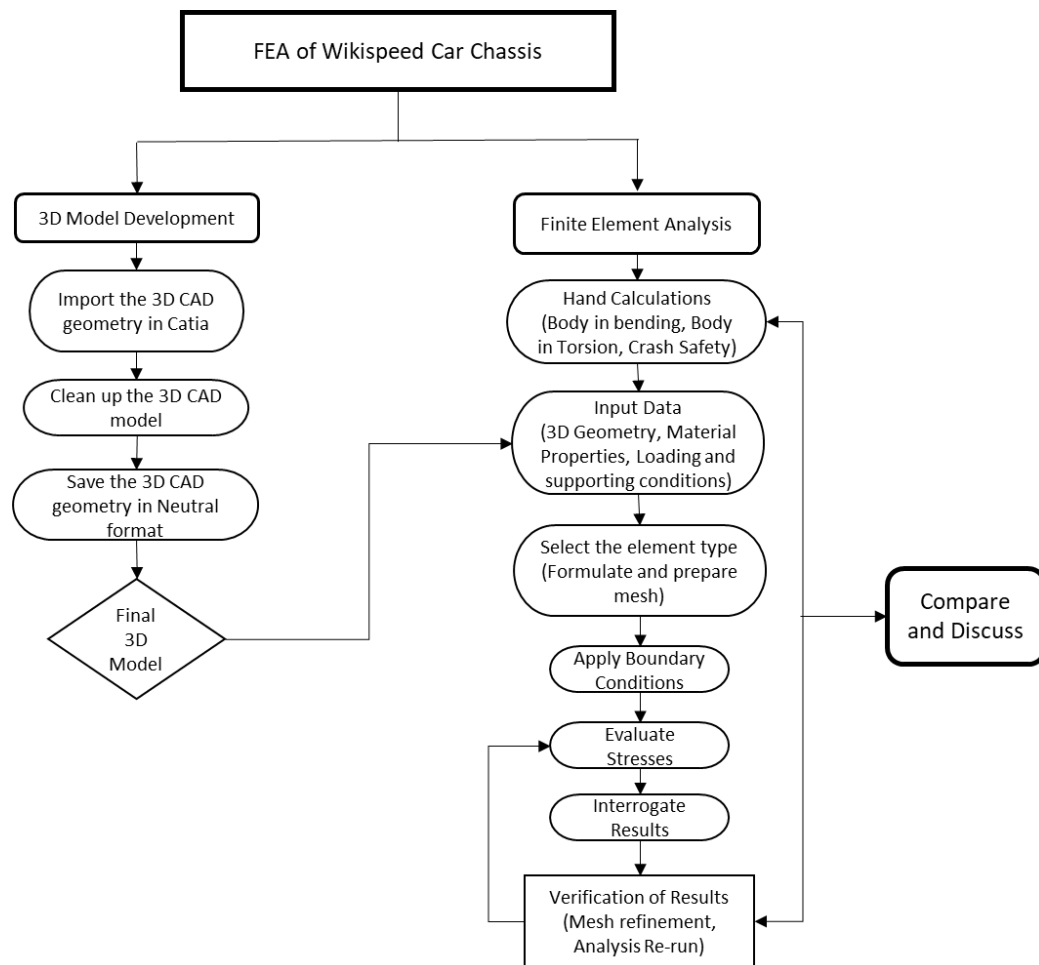 FEA of Wikispeed Car Chassis
3D Model Development
Import the 3D CAD
geometry in Catia
Clean up the 3D CAD
model
Save the 3D CAD
geometry in Neutral
format
Final
3D
Model
Finite Element Analysis
Hand Calculations
(Body in bending, Body
in Torsion, Crash Safety)
Input Data
(3D Geometry, Material
Properties, Loading and
supporting conditions)
Select the element type
(Formulate and prepare
mesh)
Apply Boundary
Conditions
Evaluate
Stresses
Interrogate
Results
Verification of Results
(Mesh refinement,
Analysis Re-run)
Compare
and Discuss